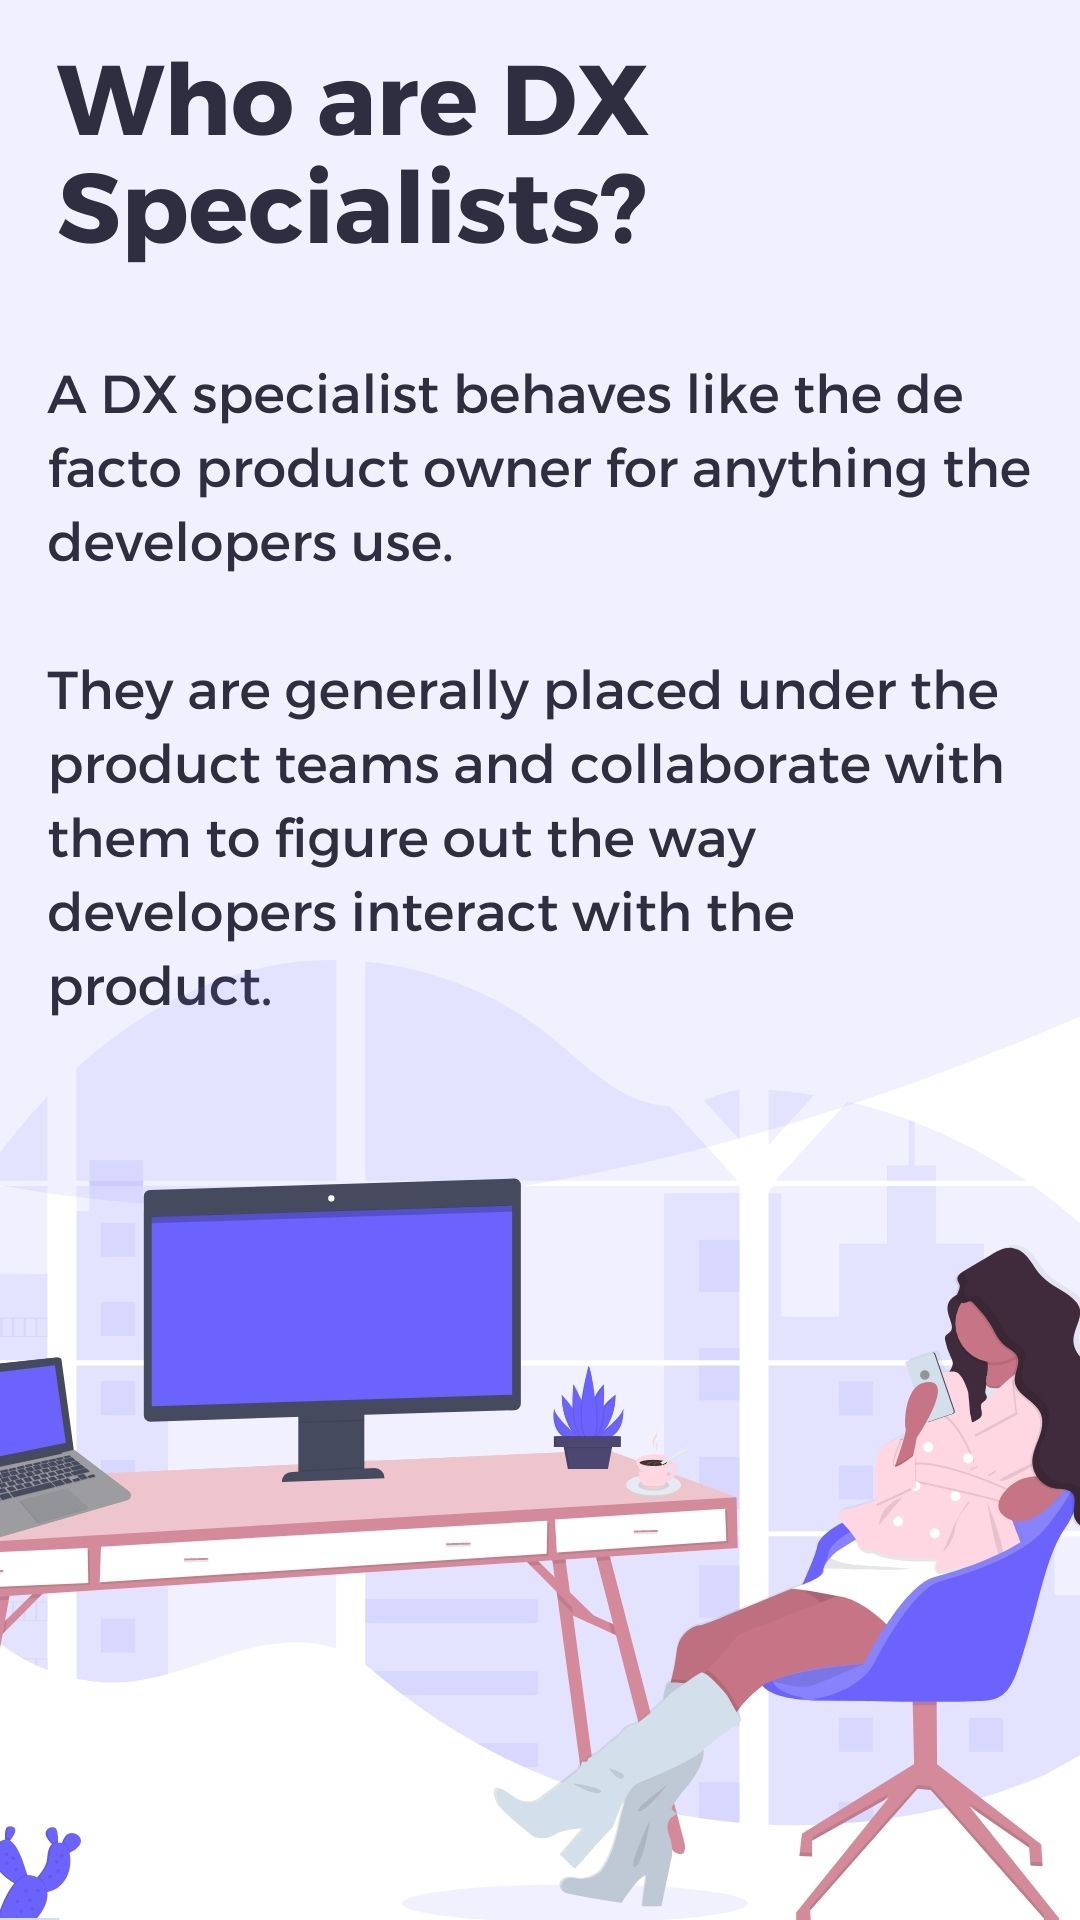 Who are DX
Specialists?
A DX specialist behaves like the de
facto product owner for anything the
developers use.
They are generally placed under the
product teams and collaborate with
them to figure out the way
developers interact with the
product.